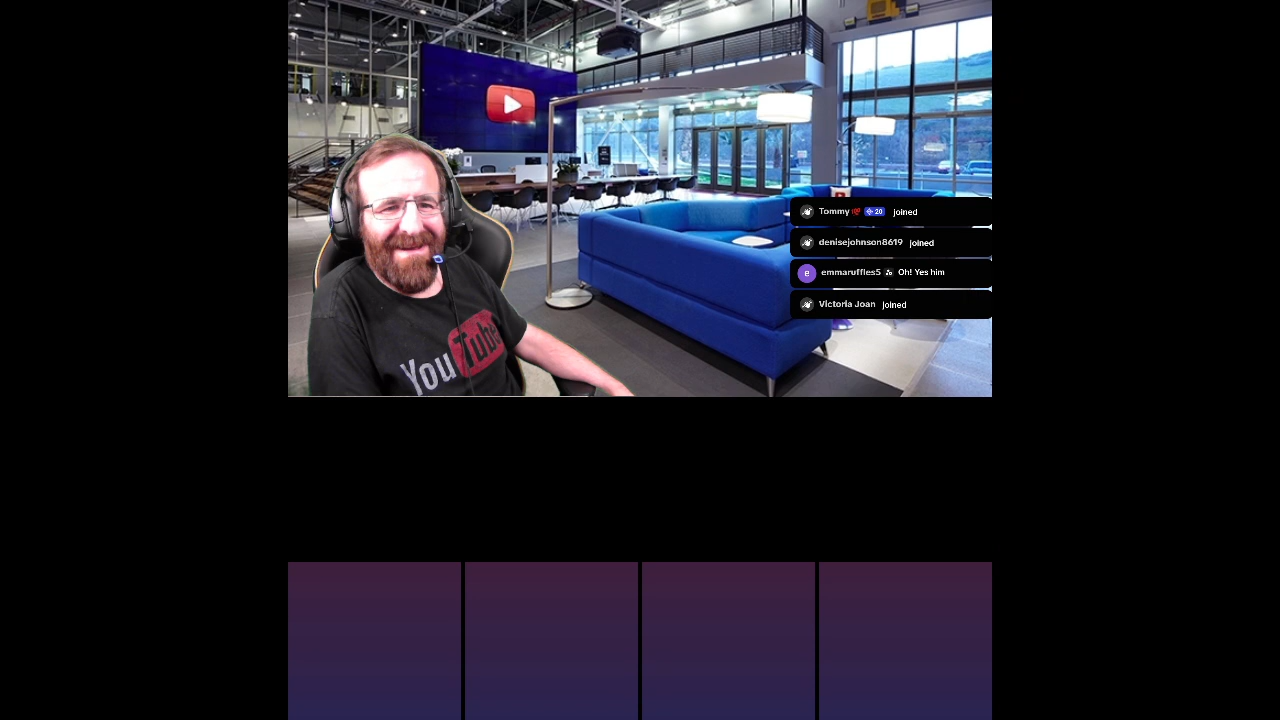 Tommy 20 joined
denisejohnson8619 joined
e emmaruffles5 Oh! Yes him
Victoria Joan joined
YouTube